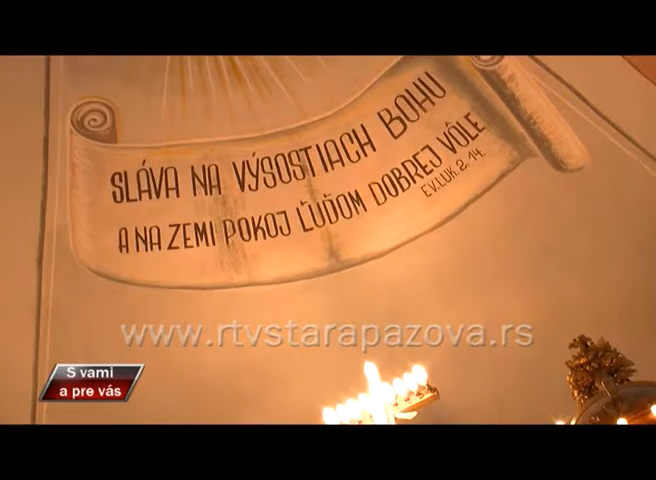 SLÁVA NA VÝSOSTIACH BOHU
A NA ZEMI POKOJ ĽUĎOM DOBREJ VÔLE
EV.LUK. 2. 14.
www.rtvstarapazova.rs
S vami
a pre vás